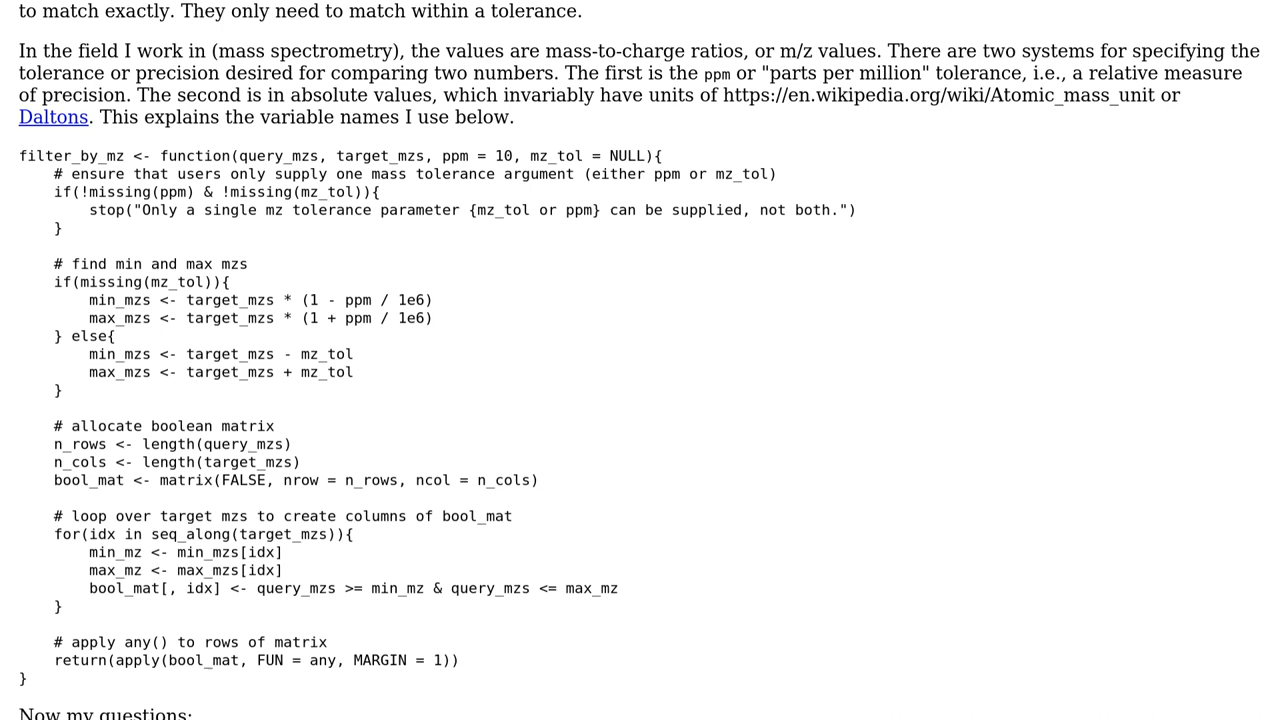 to match exactly. They only need to match within a tolerance.
In the field I work in (mass spectrometry), the values are mass-to-charge ratios, or m/z values. There are two systems for specifying the
tolerance or precision desired for comparing two numbers. The first is the ppm or "parts per million" tolerance, i.e., a relative measure
of precision. The second is in absolute values, which invariably have units of https://en.wikipedia.org/wiki/Atomic_mass_unit or
Daltons. This explains the variable names I use below.
filter_by_mz <- function(query_mzs, target_mzs, ppm = 10, mz_tol = NULL){
    # ensure that users only supply one mass tolerance argument (either ppm or mz_tol)
    if(!missing(ppm) & !missing(mz_tol)){
        stop("Only a single mz tolerance parameter {mz_tol or ppm} can be supplied, not both.")
    }
    # find min and max mzs
    if(missing(mz_tol)){
        min_mzs <- target_mzs * (1 - ppm / 1e6)
        max_mzs <- target_mzs * (1 + ppm / 1e6)
    } else{
        min_mzs <- target_mzs - mz_tol
        max_mzs <- target_mzs + mz_tol
    }
    # allocate boolean matrix
    n_rows <- length(query_mzs)
    n_cols <- length(target_mzs)
    bool_mat <- matrix(FALSE, nrow = n_rows, ncol = n_cols)
    # loop over target mzs to create columns of bool_mat
    for(idx in seq_along(target_mzs)){
        min_mz <- min_mzs[idx]
        max_mz <- max_mzs[idx]
        bool_mat[, idx] <- query_mzs >= min_mz & query_mzs <= max_mz
    }
    # apply any() to rows of matrix
    return(apply(bool_mat, FUN = any, MARGIN = 1))
}
Now my questions: